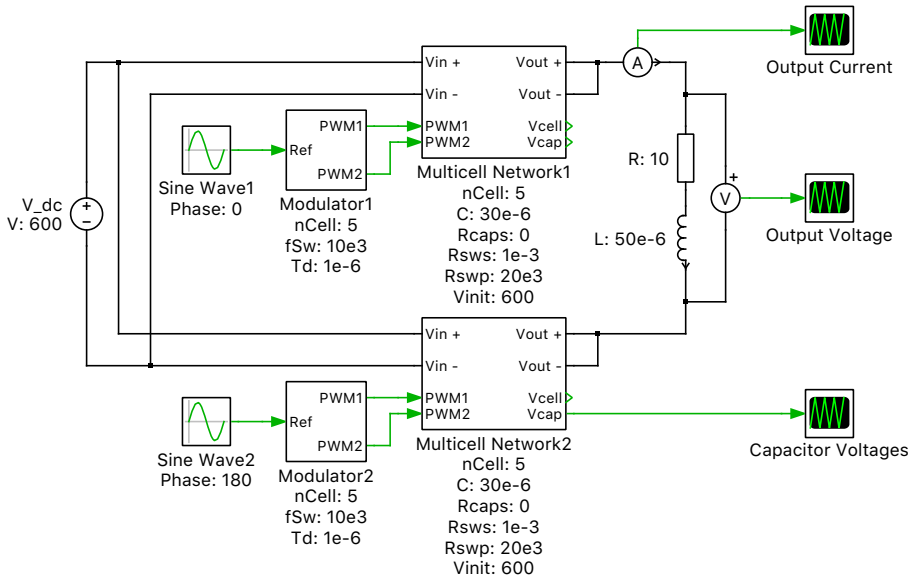 Output Current
Vin +
Vout +
A
Vin -
Vout -
PWM1
PWM1
Vcell
Ref
PWM2
Vcap
PWM2
Sine Wave1
Phase: 0
Modulator1
nCell: 5
fSw: 10e3
Td: 1e-6
Multicell Network1
nCell: 5
C: 30e-6
Rcaps: 0
Rsws: 1e-3
Rswp: 20e3
Vinit: 600
R: 10
L: 50e-6
+
V
Output Voltage
V_dc
V: 600
+
−
Vin +
Vout +
Vin -
Vout -
PWM1
PWM1
Vcell
Ref
PWM2
Vcap
PWM2
Sine Wave2
Phase: 180
Modulator2
nCell: 5
fSw: 10e3
Td: 1e-6
Multicell Network2
nCell: 5
C: 30e-6
Rcaps: 0
Rsws: 1e-3
Rswp: 20e3
Vinit: 600
Capacitor Voltages